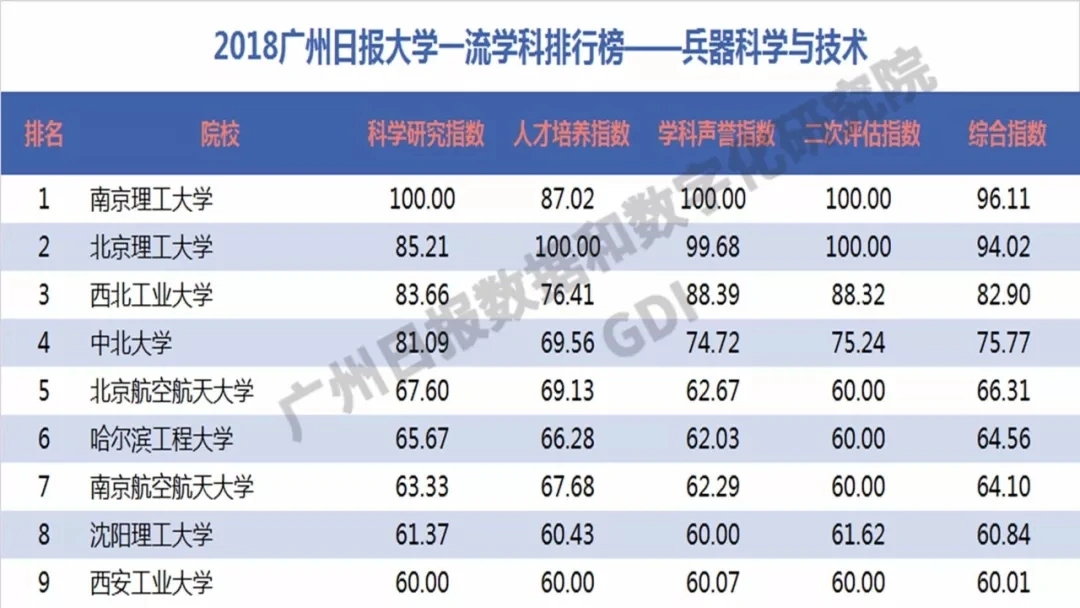 2018广州日报大学一流学科排行榜——兵器科学与技术
排名 院校 科学研究指数 人才培养指数 学科声誉指数 二次评估指数 综合指数
1 南京理工大学 100.00 87.02 100.00 100.00 96.11
2 北京理工大学 85.21 100.00 99.68 100.00 94.02
3 西北工业大学 83.66 76.41 88.39 88.32 82.90
4 中北大学 81.09 69.56 74.72 75.24 75.77
5 北京航空航天大学 67.60 69.13 62.67 60.00 66.31
6 哈尔滨工程大学 65.67 66.28 62.03 60.00 64.56
7 南京航空航天大学 63.33 67.68 62.29 60.00 64.10
8 沈阳理工大学 61.37 60.43 60.00 61.62 60.84
9 西安工业大学 60.00 60.00 60.07 60.00 60.01
广州日报数据和数字化研究院
GDI